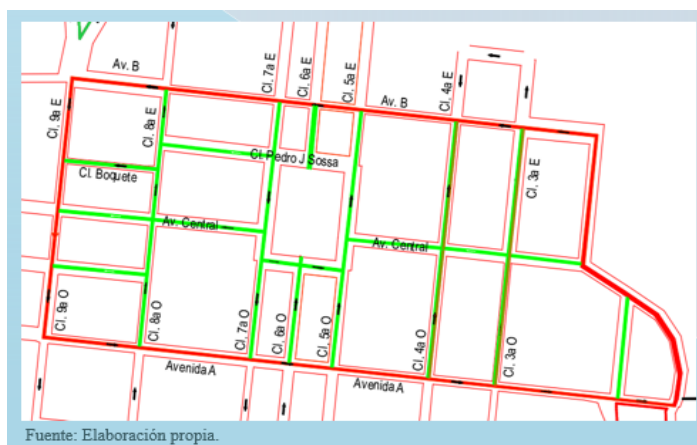 Av. B
Cl. 7a E
Cl. 6a E
Cl. 5a E
Av. B
Cl. 4a E
Cl. 9a E
Cl. 8a E
Cl. Pedro J Sossa
Cl. 3a E
Cl. Boquete
Av. Central
Av. Central
Cl. 9a O
Cl. 8a O
Cl. 7a O
Cl. 6a O
Cl. 5a O
Cl. 4a O
Cl. 3a O
Avenida A
Avenida A
Fuente: Elaboración propia.